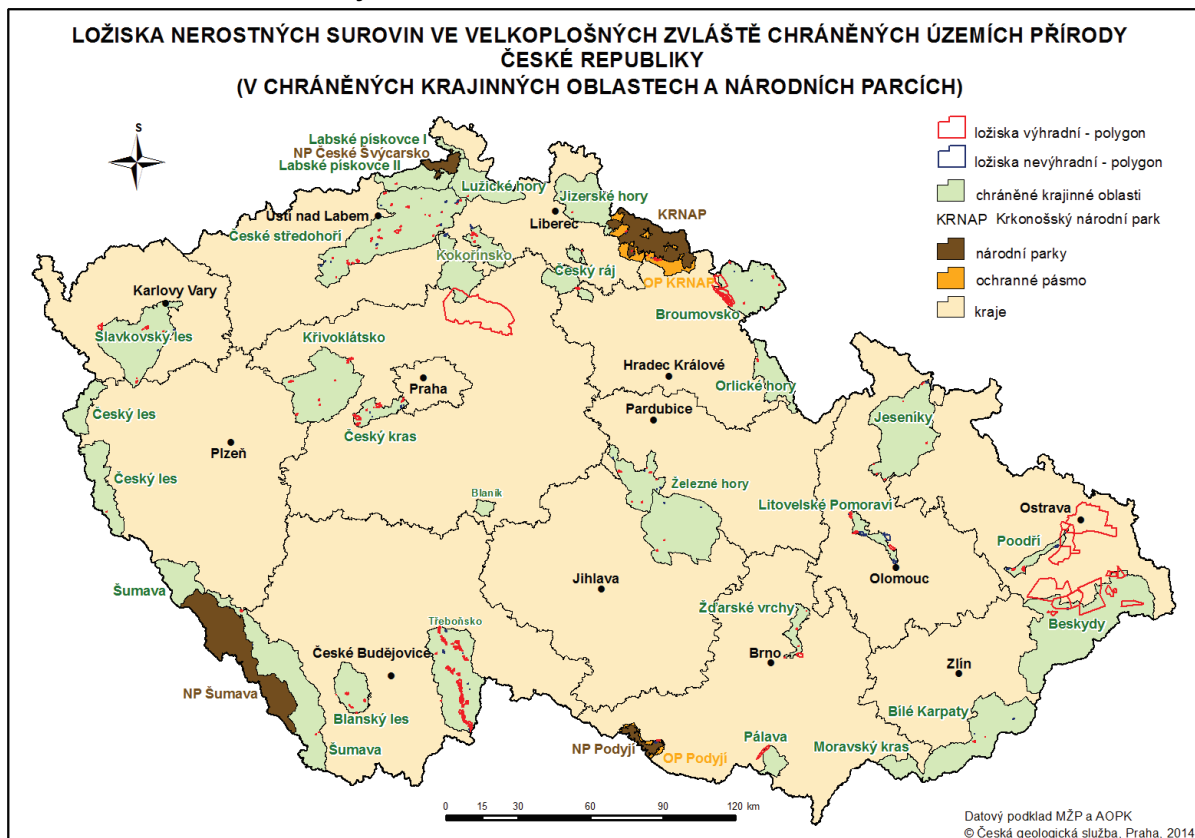 LOŽISKA NEROSTNÝCH SUROVIN VE VELKOPLOŠNÝCH ZVLÁŠTĚ CHRÁNĚNÝCH ÚZEMÍCH PŘÍRODY
ČESKÉ REPUBLIKY
(V CHRÁNĚNÝCH KRAJINNÝCH OBLASTECH A NÁRODNÍCH PARCÍCH)
S
ložiska výhradní - polygon
ložiska nevýhradní - polygon
chráněné krajinné oblasti
KRNAP Krkonošský národní park
národní parky
ochranné pásmo
kraje
Labské pískovce I
NP České Švýcarsko
Labské pískovce II
Lužické hory
Jizerské hory
Ústí nad Labem
Liberec
KRNAP
České středohoří
Kokořínsko
Český ráj
OP KRNAP
Karlovy Vary
Broumovsko
Slavkovský les
Křivoklátsko
Praha
Hradec Králové
Orlické hory
Český les
Český kras
Pardubice
Jeseníky
Plzeň
Český les
Železné hory
Blaník
Litovelské Pomoraví
Ostrava
Poodří
Olomouc
Šumava
Jihlava
Žďarské vrchy
Beskydy
Třeboňsko
České Budějovice
Brno
Zlín
NP Šumava
Blanský les
Bílé Karpaty
Šumava
NP Podyjí
OP Podyjí
Pálava
Moravský kras
0 15 30 60 90 120 km
Datový podklad MŽP a AOPK
© Česká geologická služba, Praha, 2014